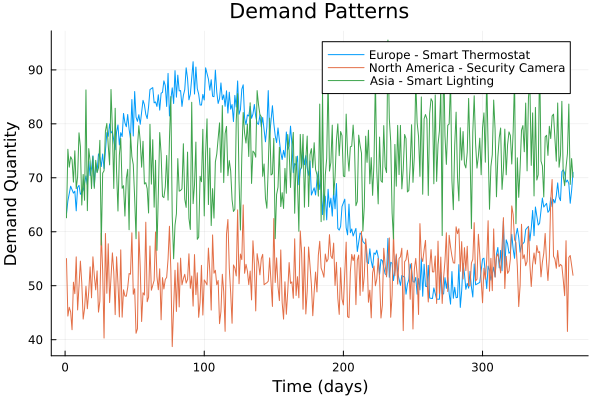 Demand Patterns
Europe - Smart Thermostat
North America - Security Camera
Asia - Smart Lighting
Demand Quantity
90
80
70
60
50
40
0
100
200
300
Time (days)